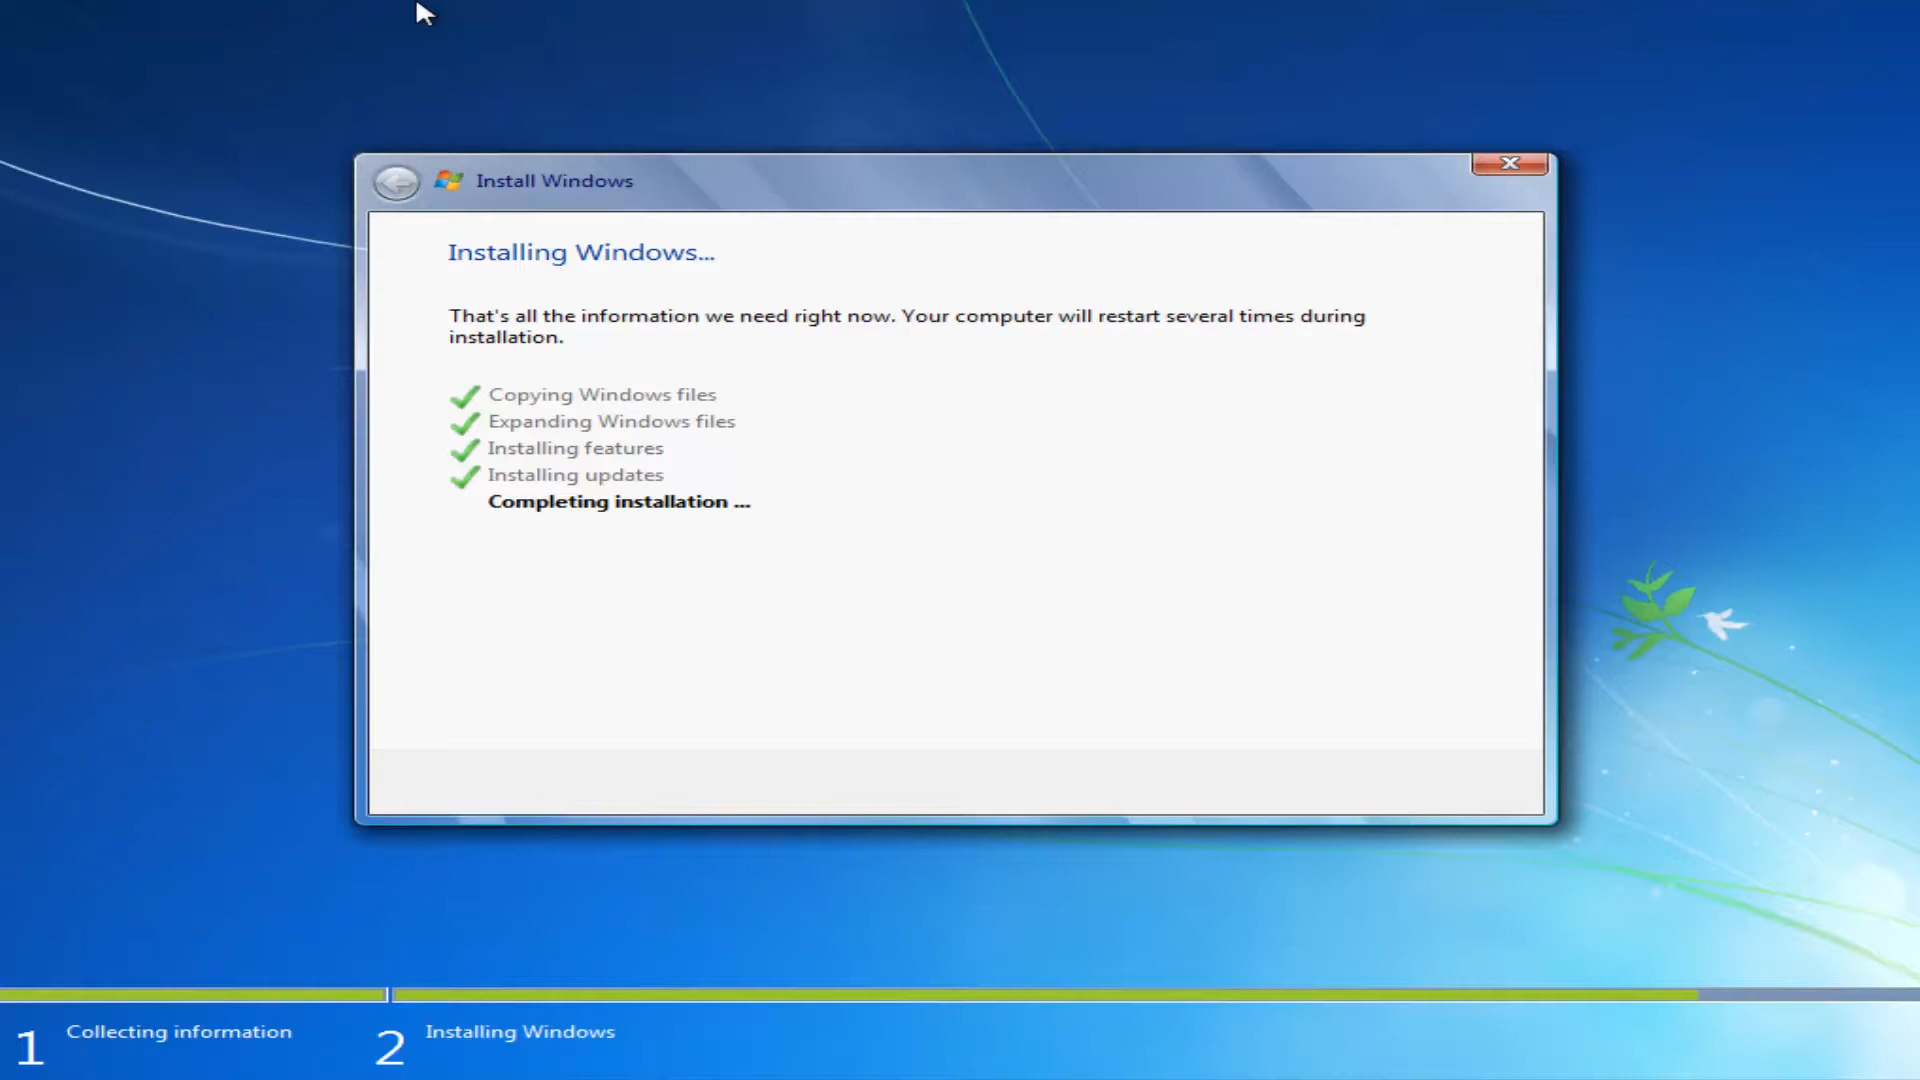 Install Windows
Installing Windows...
That's all the information we need right now. Your computer will restart several times during
installation.
Copying Windows files
Expanding Windows files
Installing features
Installing updates
Completing installation ...
1 Collecting information
2 Installing Windows